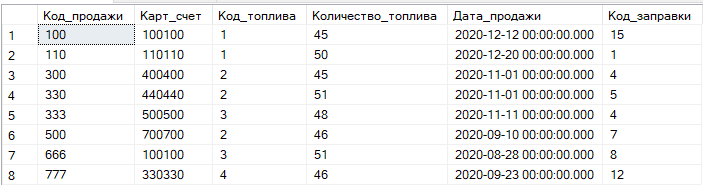 Код_продажи Карт_счет Код_топлива Количество_топлива Дата_продажи Код_заправки
1 100 100100 1 45 2020-12-12 00:00:00.000 15
2 110 110110 1 50 2020-12-20 00:00:00.000 1
3 300 400400 2 45 2020-11-01 00:00:00.000 4
4 330 440440 2 51 2020-11-01 00:00:00.000 5
5 333 500500 3 48 2020-11-11 00:00:00.000 4
6 500 700700 2 46 2020-09-10 00:00:00.000 7
7 666 100100 3 51 2020-08-28 00:00:00.000 8
8 777 330330 4 46 2020-09-23 00:00:00.000 12